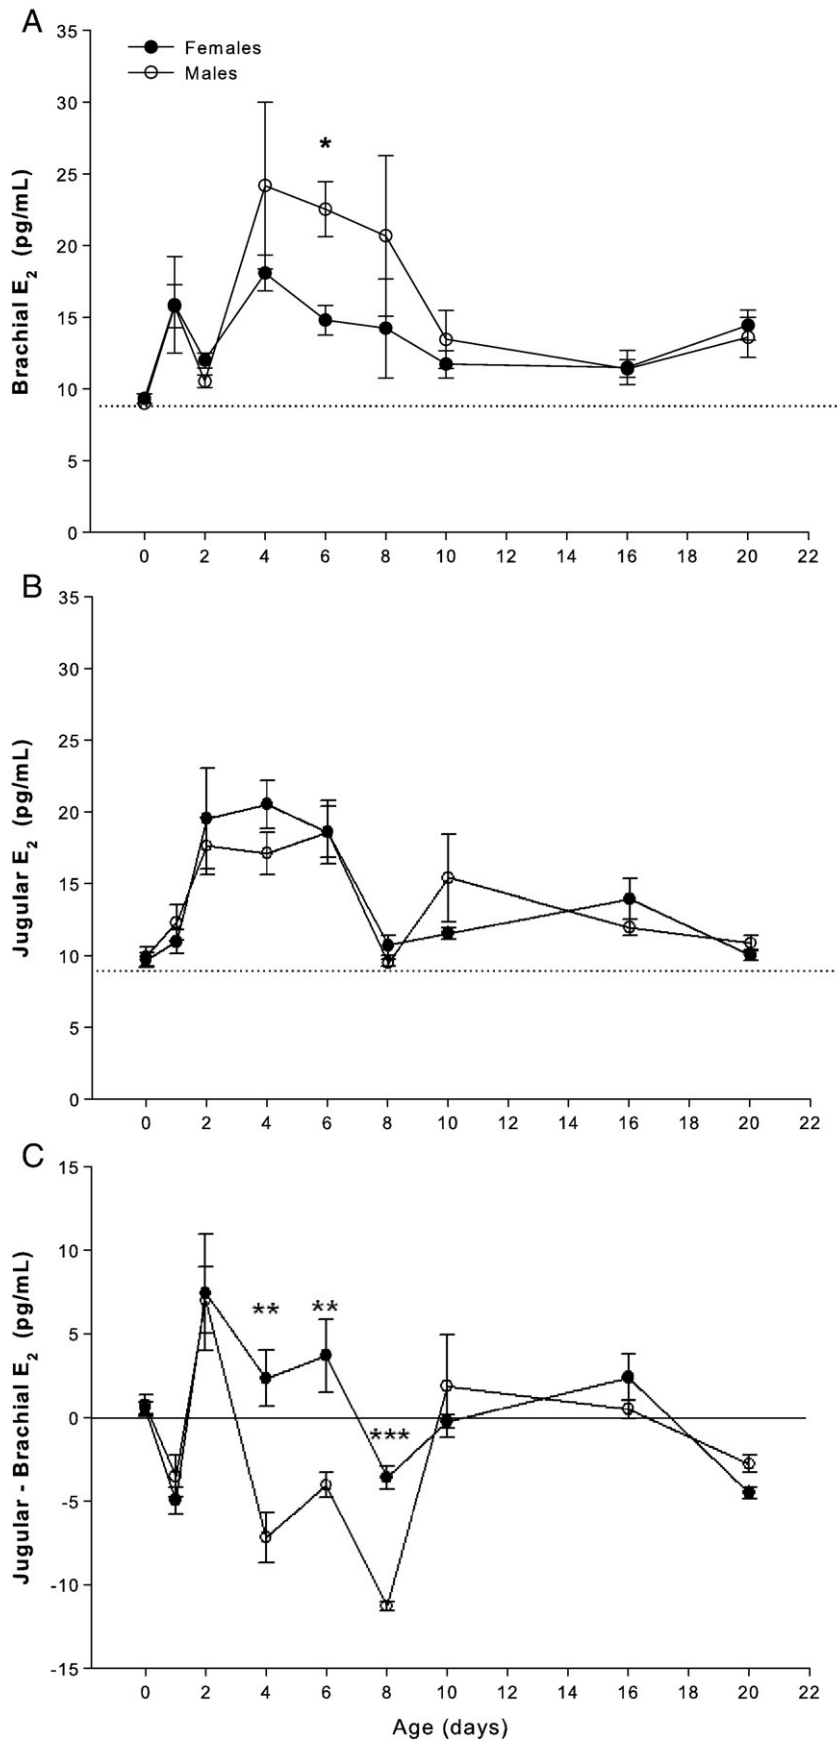 A
Females
Males
*
Brachial E2 (pg/mL)
35
30
25
20
15
10
5
0
0 2 4 6 8 10 12 14 16 18 20 22
B
Jugular E2 (pg/mL)
35
30
25
20
15
10
5
0
0 2 4 6 8 10 12 14 16 18 20 22
C
Jugular - Brachial E2 (pg/mL)
15
10
5
0
-5
-10
-15
** **
***
0 2 4 6 8 10 12 14 16 18 20 22
Age (days)